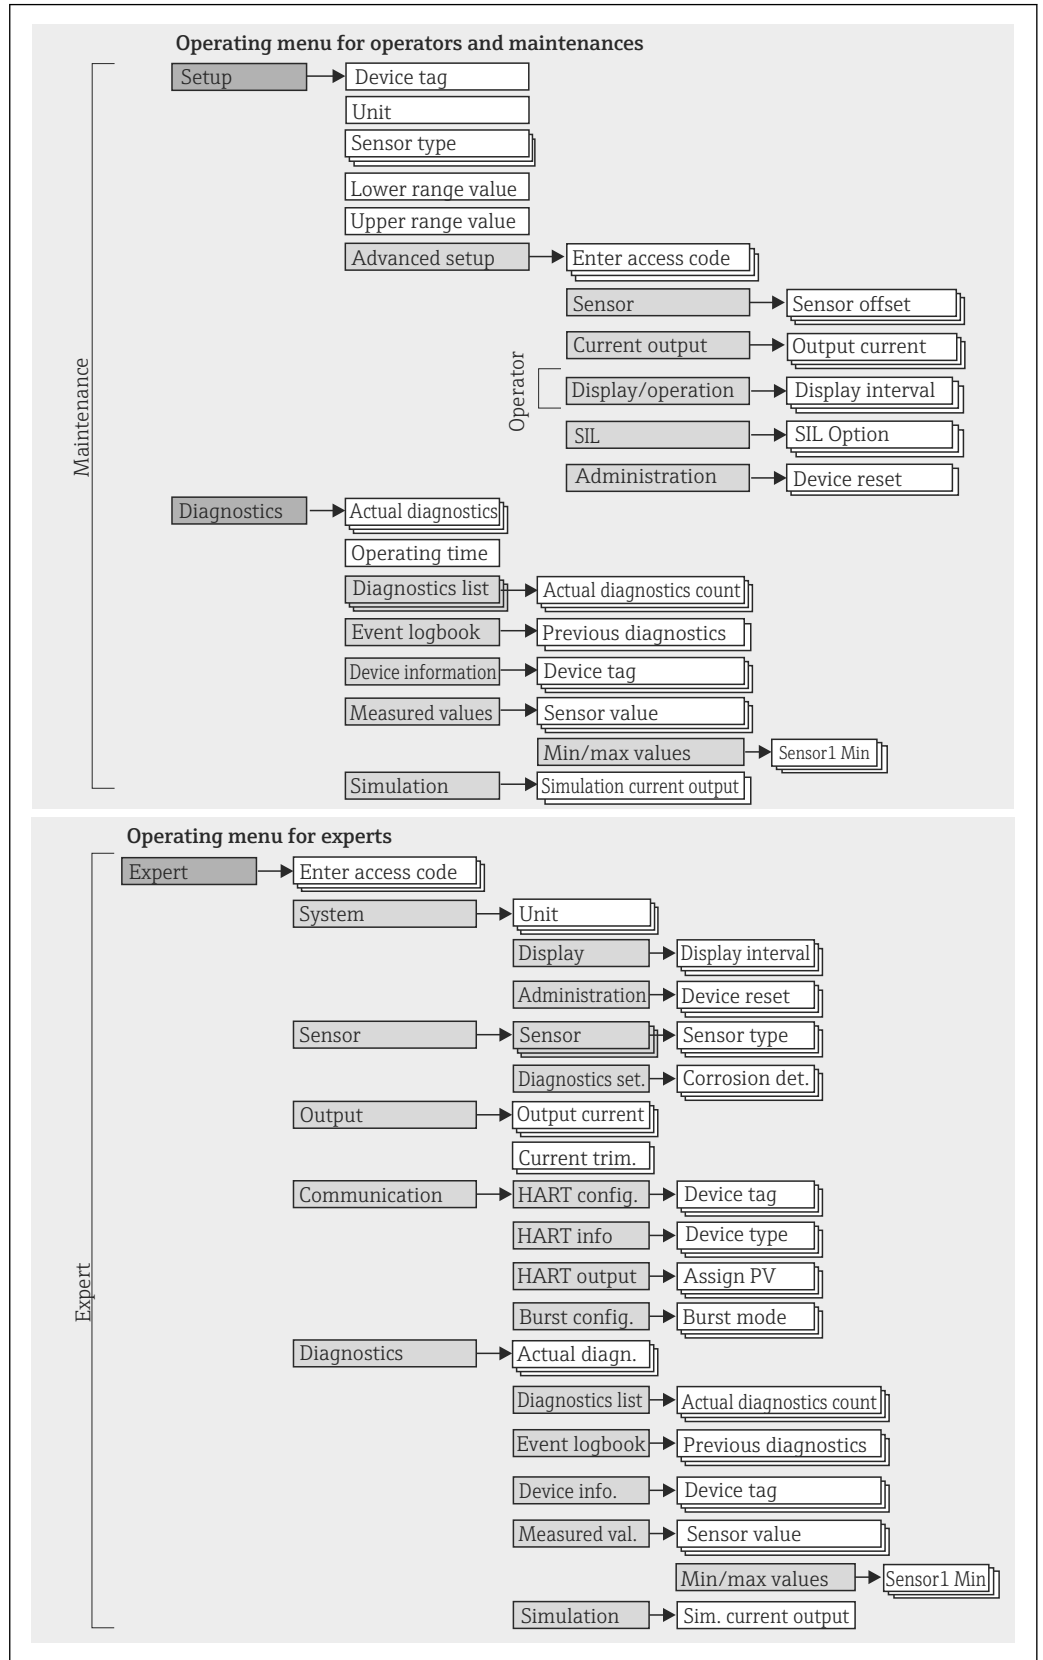 Operating menu for operators and maintenances
Setup
Device tag
Unit
Sensor type
Lower range value
Upper range value
Advanced setup
Enter access code
Sensor
Sensor offset
Current output
Output current
Operator
Display/operation
Display interval
SIL
SIL Option
Administration
Device reset
Maintenance
Diagnostics
Actual diagnostics
Operating time
Diagnostics list
Actual diagnostics count
Event logbook
Previous diagnostics
Device information
Device tag
Measured values
Sensor value
Min/max values
Sensor1 Min
Simulation
Simulation current output
Operating menu for experts
Expert
Enter access code
System
Unit
Display
Display interval
Administration
Device reset
Sensor
Sensor
Sensor type
Diagnostics set.
Corrosion det.
Output
Output current
Current trim.
Communication
HART config.
Device tag
HART info
Device type
HART output
Assign PV
Burst config.
Burst mode
Expert
Diagnostics
Actual diagn.
Diagnostics list
Actual diagnostics count
Event logbook
Previous diagnostics
Device info.
Device tag
Measured val.
Sensor value
Min/max values
Sensor1 Min
Simulation
Sim. current output